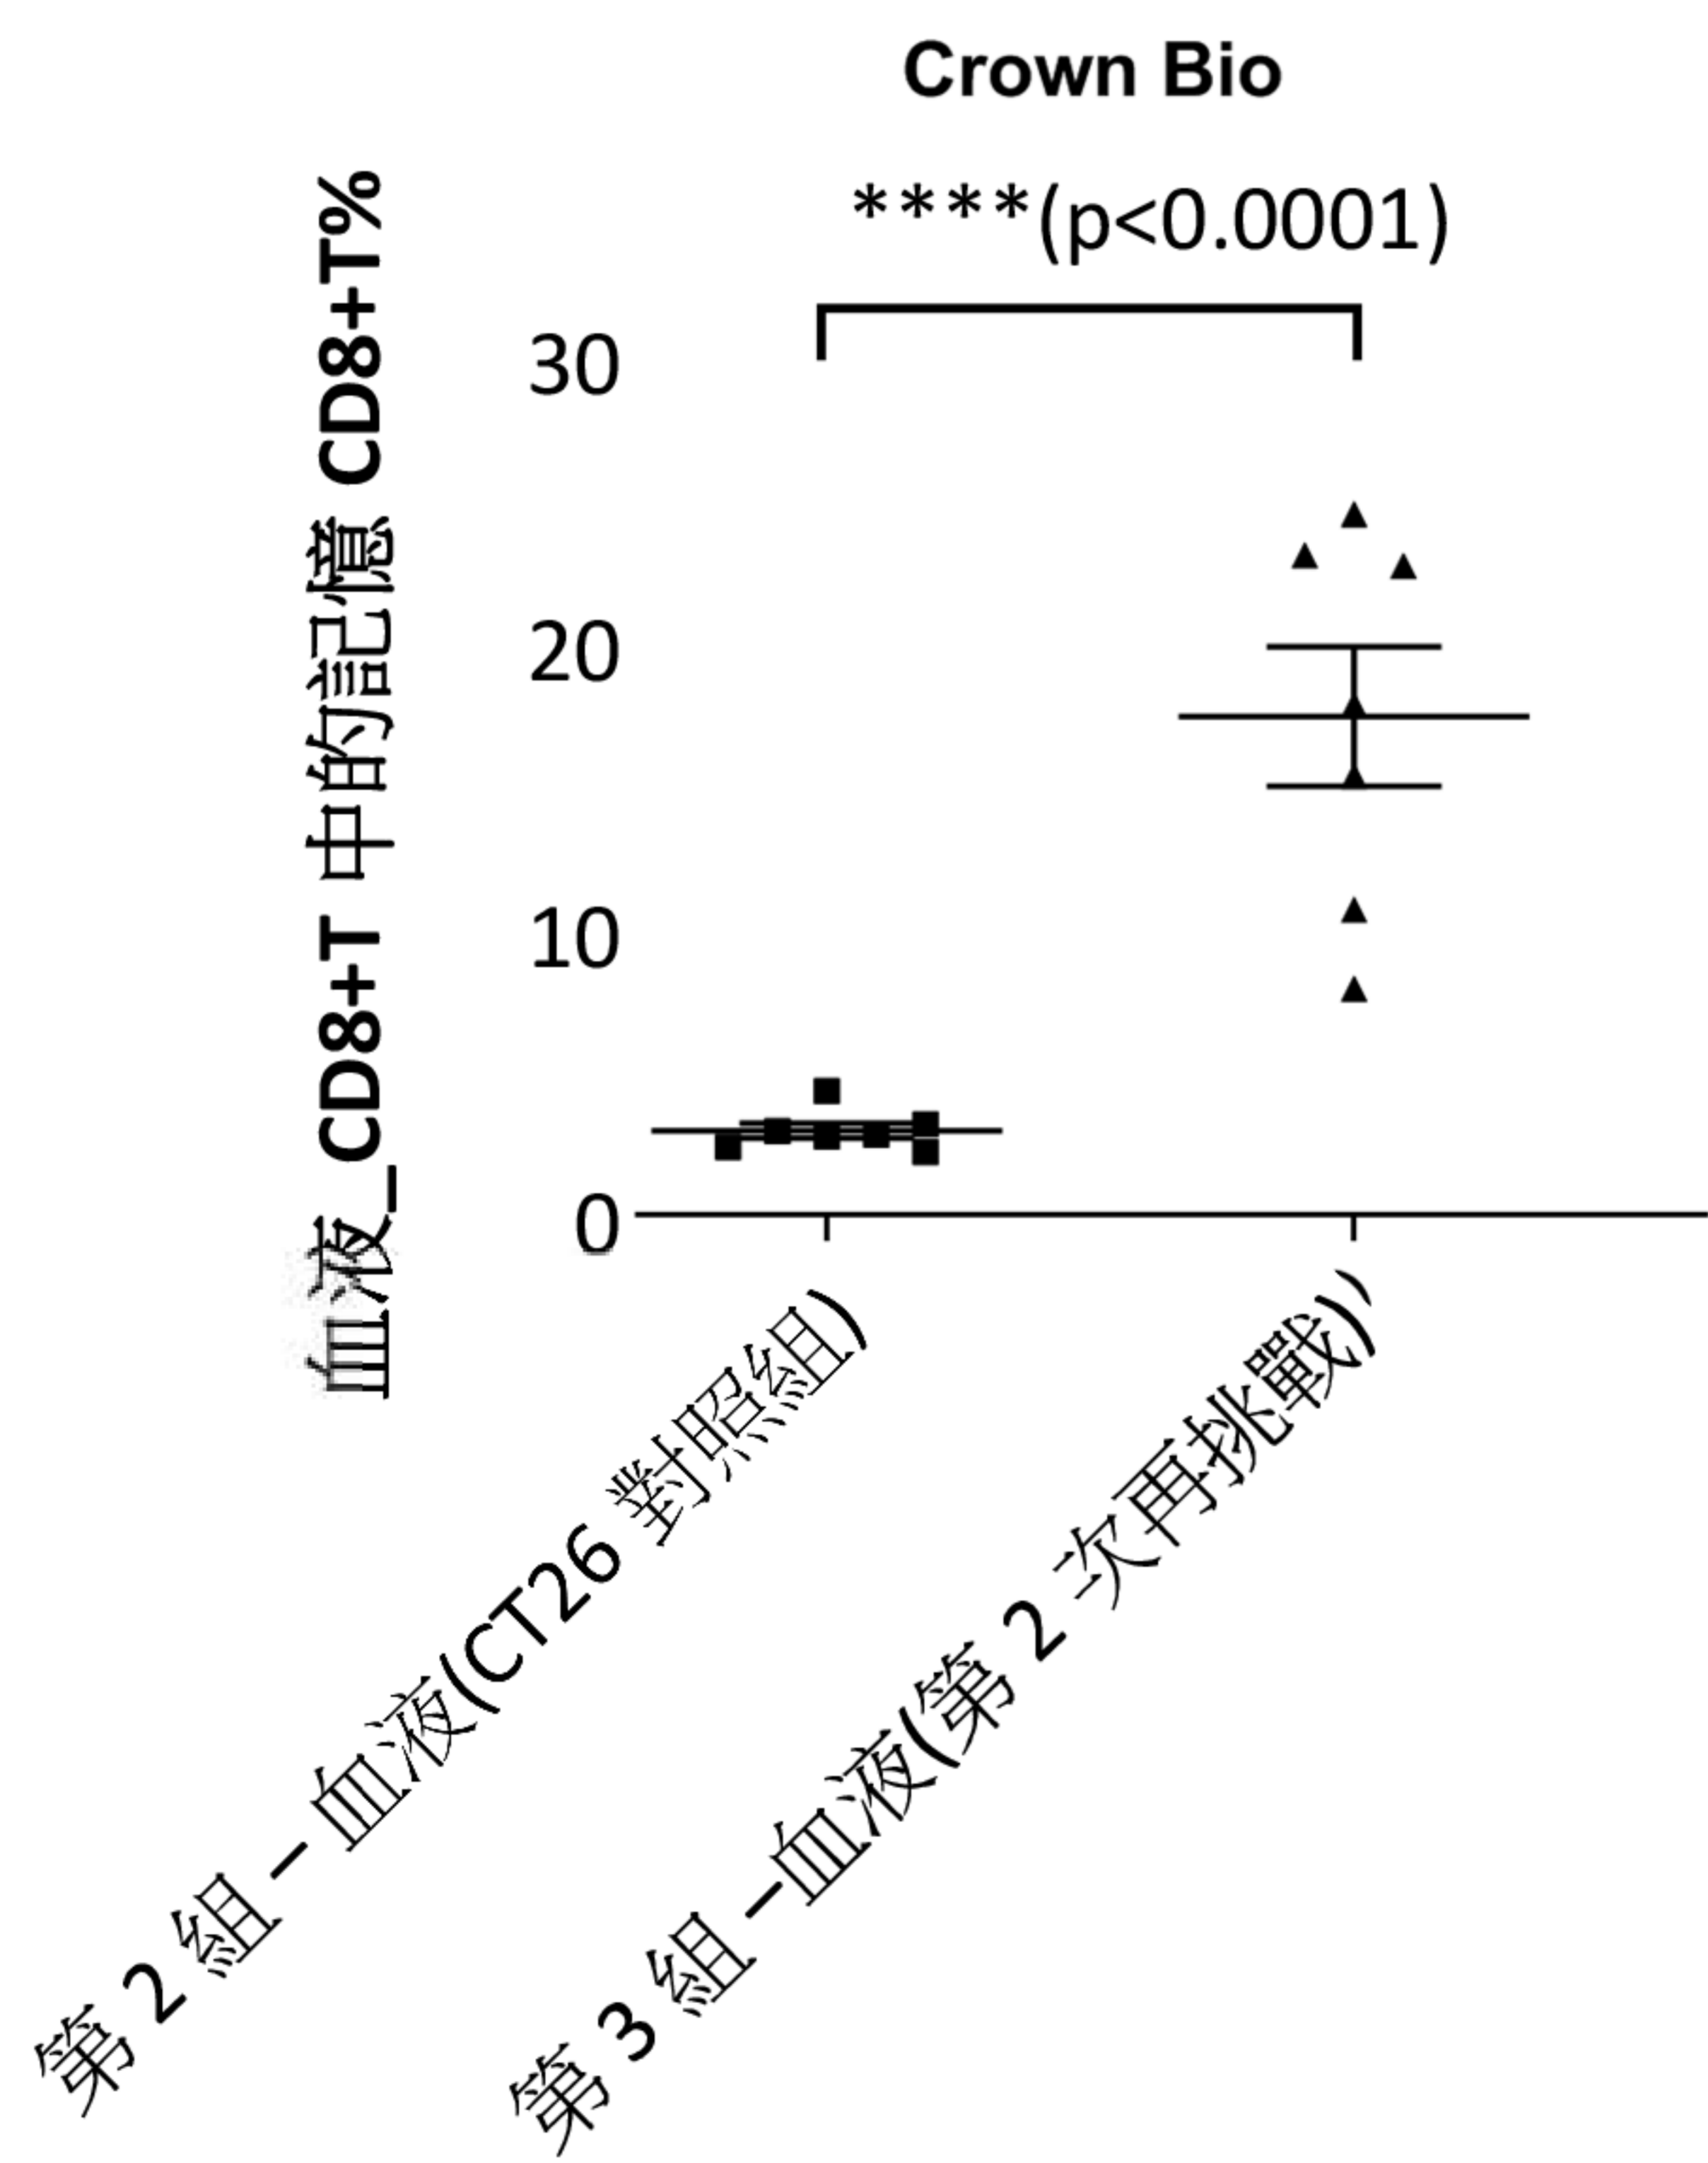 Crown Bio
****(p<0.0001)
血液_CD8+T 中的記憶 CD8+T%
30
20
10
0
第 2 組－血液(CT26 對照組)
第 3 組－血液(第 2 次再挑戰))